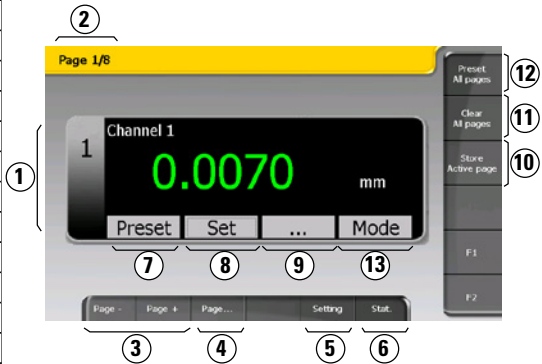 2
Page 1/8
Preset
All pages
12
Clear
All pages
11
Store
Active page
10
1
1
Channel 1
0.0070
mm
Preset
Set
...
Mode
7
8
9
13
F1
F2
Page -
Page +
Page...
Setting
Stat.
3
4
5
6